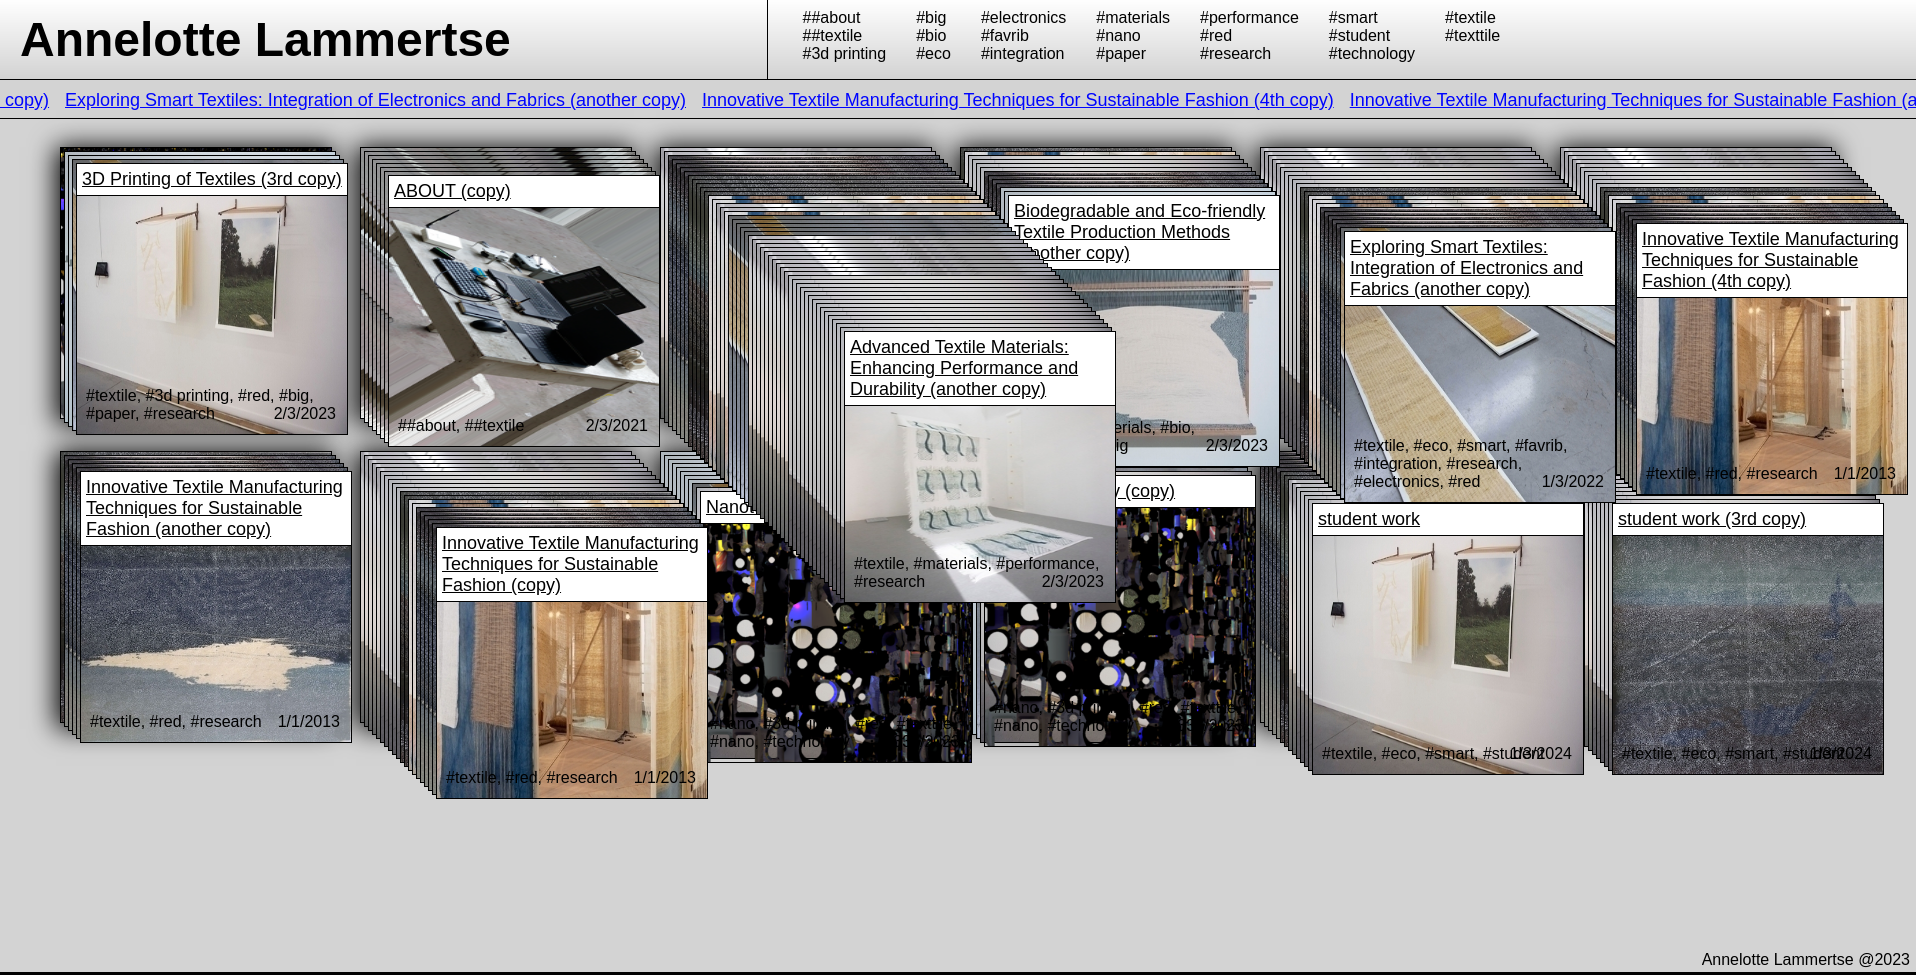 Annelotte Lammertse
##about
##textile
#3d printing
#big
#bio
#eco
#electronics
#favrib
#integration
#materials
#nano
#paper
#performance
#red
#research
#smart
#student
#technology
#textile
#texttile
copy) Exploring Smart Textiles: Integration of Electronics and Fabrics (another copy) Innovative Textile Manufacturing Techniques for Sustainable Fashion (4th copy) Innovative Textile Manufacturing Techniques for Sustainable Fashion (a
3D Printing of Textiles (3rd copy)
#textile, #3d printing, #red, #big,
#paper, #research 2/3/2023
ABOUT (copy)
##about, ##textile 2/3/2021
Advanced Textile Materials:
Enhancing Performance and
Durability (another copy)
#textile, #materials, #performance,
#research 2/3/2023
Biodegradable and Eco-friendly
Textile Production Methods
other copy)
erials, #bio,
ig 2/3/2023
Exploring Smart Textiles:
Integration of Electronics and
Fabrics (another copy)
#textile, #eco, #smart, #favrib,
#integration, #research,
#electronics, #red 1/3/2022
Innovative Textile Manufacturing
Techniques for Sustainable
Fashion (4th copy)
#textile, #red, #research 1/1/2013
Innovative Textile Manufacturing
Techniques for Sustainable
Fashion (another copy)
#textile, #red, #research 1/1/2013
Innovative Textile Manufacturing
Techniques for Sustainable
Fashion (copy)
#textile, #red, #research 1/1/2013
Nanot
#nano,
#nano, #techno
y (copy)
#nano,
#nano, #techno
student work
#textile, #eco, #smart, #student 1/3/2024
student work (3rd copy)
#textile, #eco, #smart, #student 1/3/2024
Annelotte Lammertse @2023